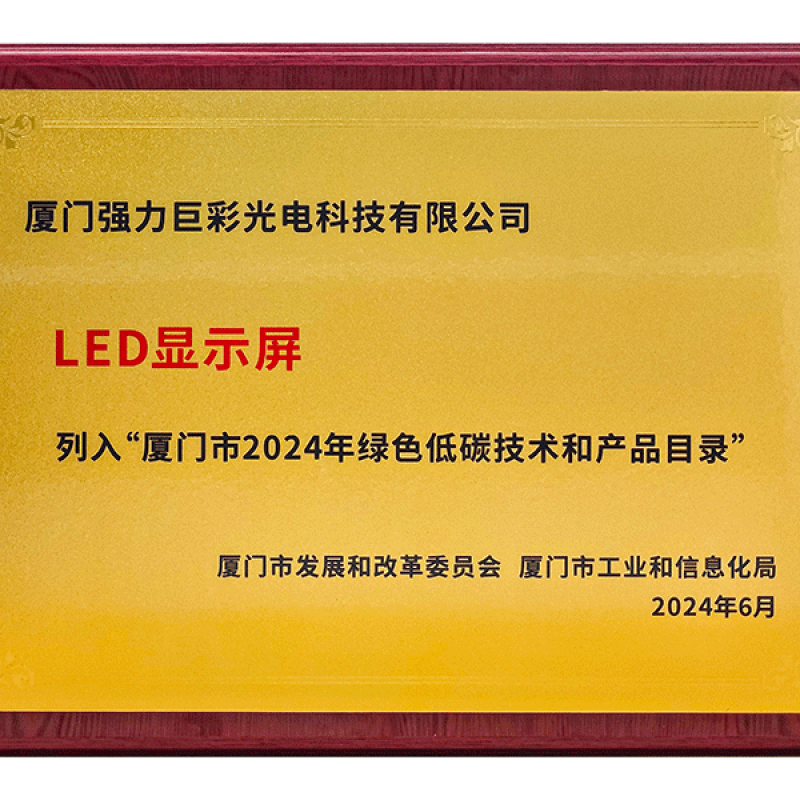 厦门强力巨彩光电科技有限公司
LED显示屏
列入“厦门市2024年绿色低碳技术和产品目录”
厦门市发展和改革委员会 厦门市工业和信息化局
2024年6月